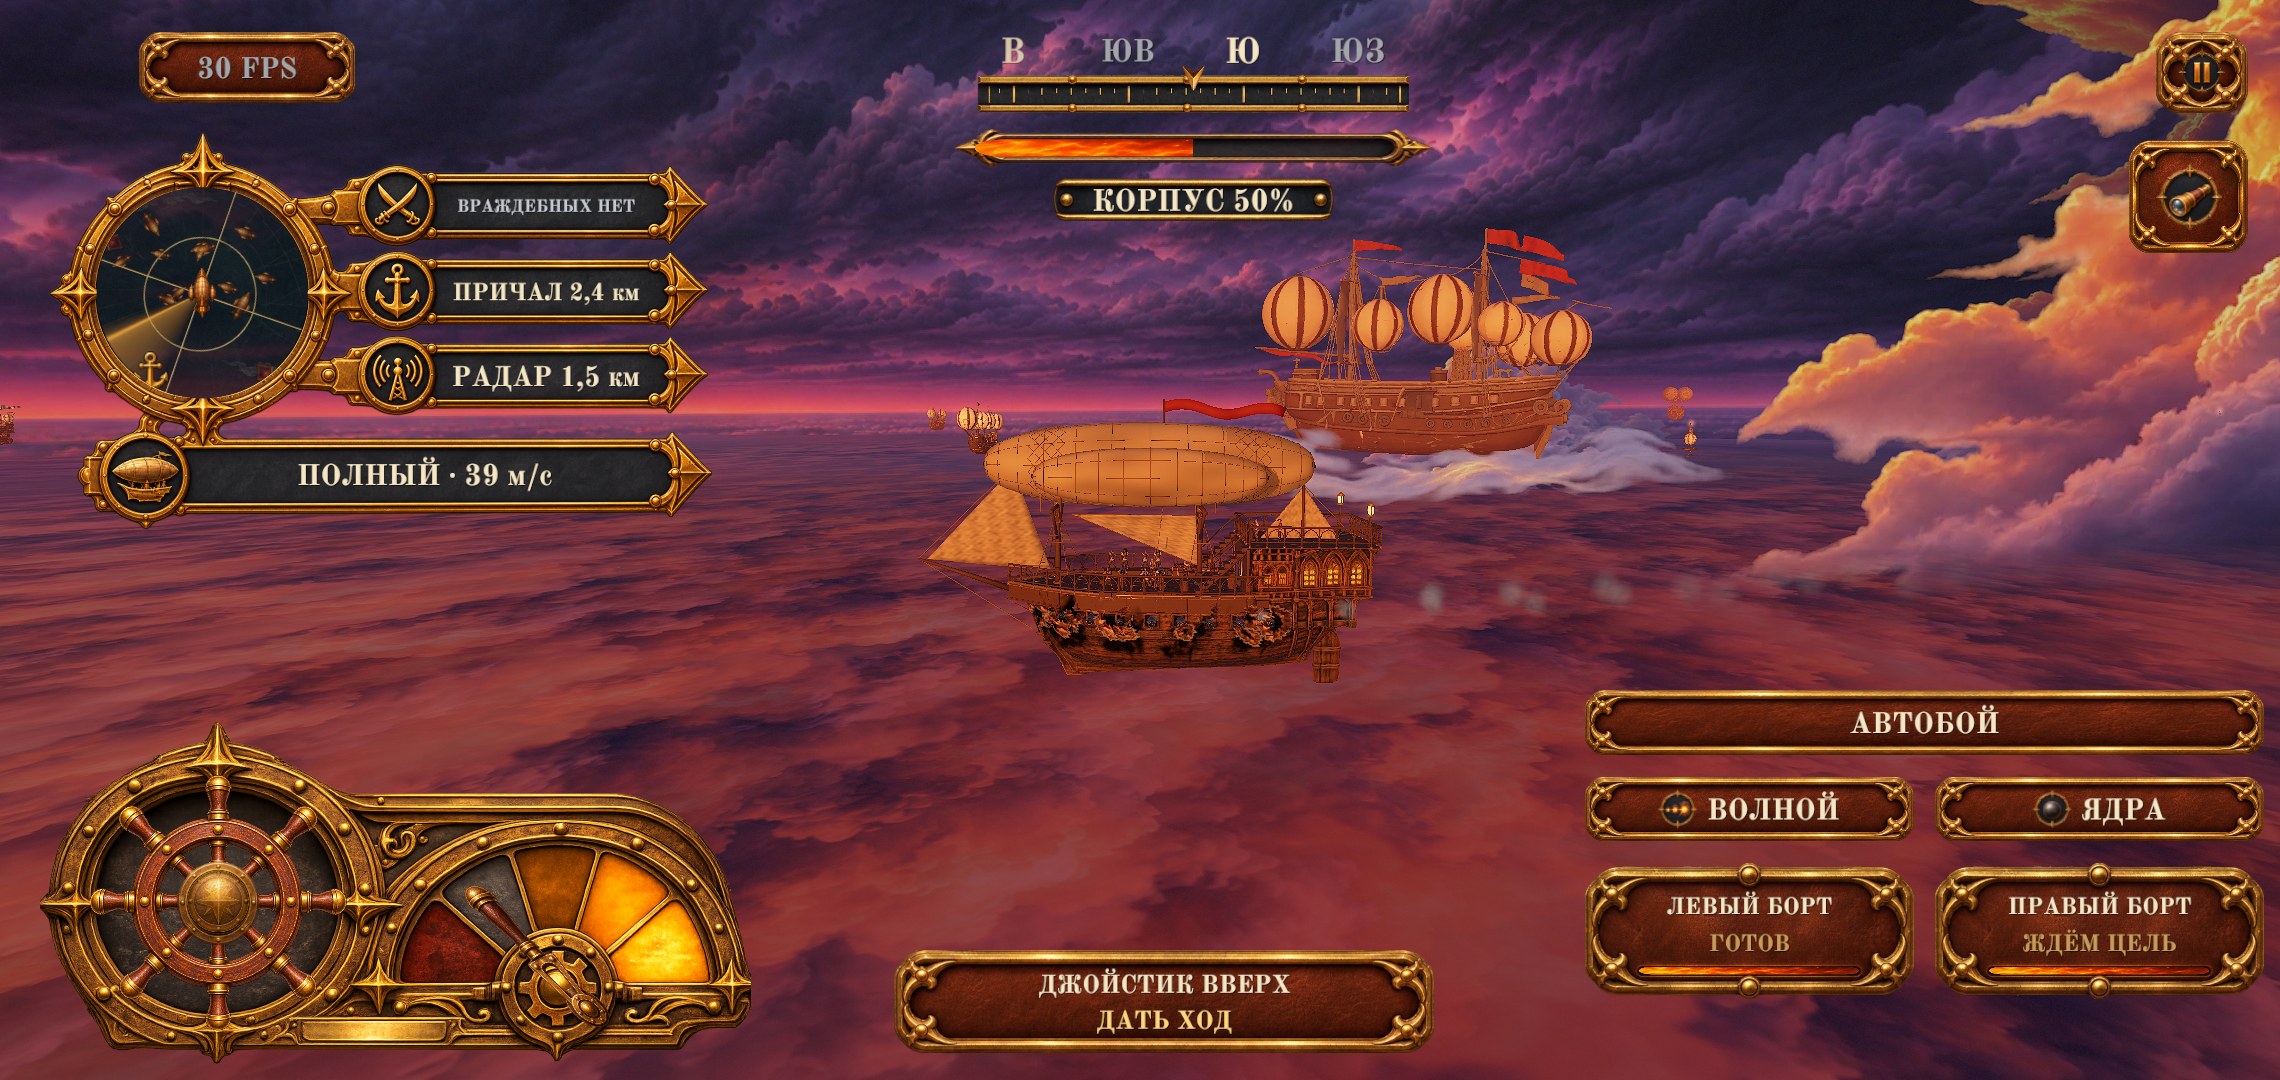 30 FPS
В ЮВ Ю ЮЗ
КОРПУС 50%
ВРАЖДЕБНЫХ НЕТ
ПРИЧАЛ 2,4 км
РАДАР 1,5 км
ПОЛНЫЙ · 39 м/с
АВТОБОЙ
ВОЛНОЙ
ЯДРА
ЛЕВЫЙ БОРТ
ГОТОВ
ПРАВЫЙ БОРТ
ЖДЁМ ЦЕЛЬ
ДЖОЙСТИК ВВЕРХ
ДАТЬ ХОД